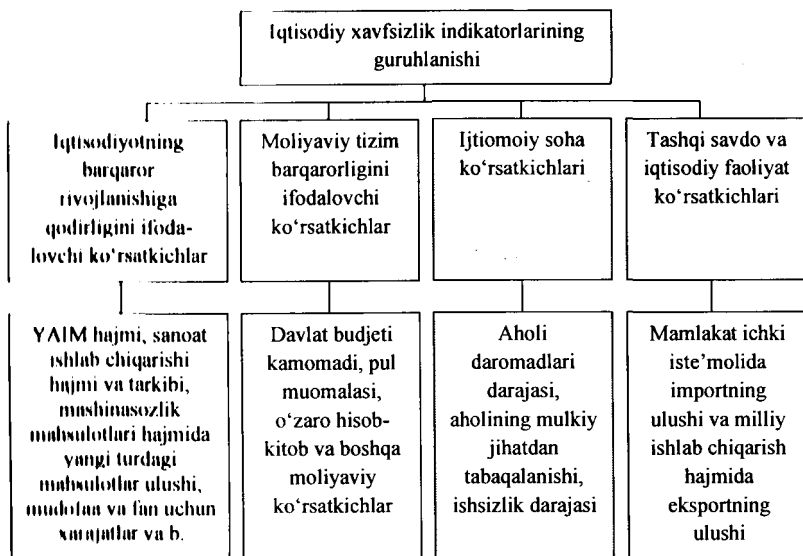 Iqtisodiy xavfsizlik indikatorlarining
guruhlanishi
Iqtisodiyotning
barqaror
rivojlanishiga
qodirligini ifoda-
lovchi ko‘rsatkichlar
Moliyaviy tizim
barqarorligini
ifodalovchi
ko‘rsatkichlar
Ijtiomoiy soha
ko‘rsatkichlari
Tashqi savdo va
iqtisodiy faoliyat
ko‘rsatkichlari
YAIM hajmi, sanoat
ishlab chiqarishi
hajmi va tarkibi,
mashinasozlik
mahsulotlari hajmida
yangi turdagi
mahsulotlar ulushi,
mudofaa va fan uchun
xarajatlar va b.
Davlat budjeti
kamomadi, pul
muomalasi,
o‘zaro hisob-
kitob va boshqa
moliyaviy
ko‘rsatkichlar
Aholi
daromadlari
darajasi,
aholining mulkiy
jihatdan
tabaqalanishi,
ishsizlik darajasi
Mamlakat ichki
iste’molida
importning
ulushi va milliy
ishlab chiqarish
hajmida
eksportning
ulushi